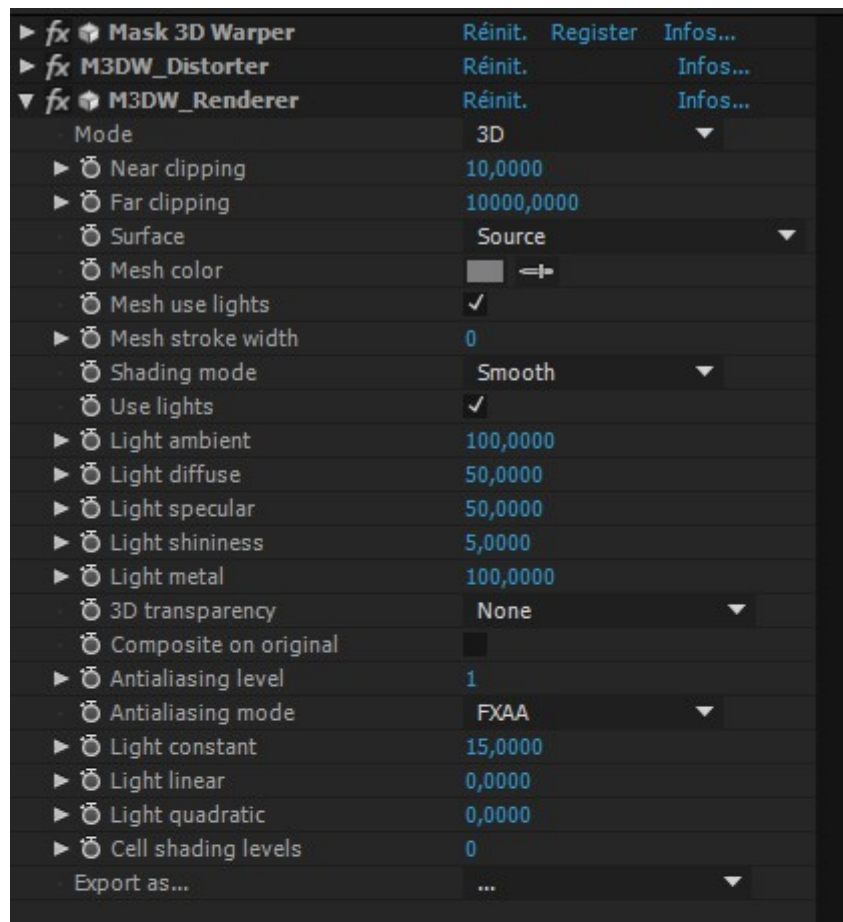 fx Mask 3D Warper Réinit. Register Infos...
fx M3DW_Distorter Réinit. Infos...
fx M3DW_Renderer Réinit. Infos...
Mode 3D
Near clipping 10,0000
Far clipping 10000,0000
Surface Source
Mesh color
Mesh use lights
Mesh stroke width 0
Shading mode Smooth
Use lights
Light ambient 100,0000
Light diffuse 50,0000
Light specular 50,0000
Light shininess 5,0000
Light metal 100,0000
3D transparency None
Composite on original
Antialiasing level 1
Antialiasing mode FXAA
Light constant 15,0000
Light linear 0,0000
Light quadratic 0,0000
Cell shading levels 0
Export as... ...